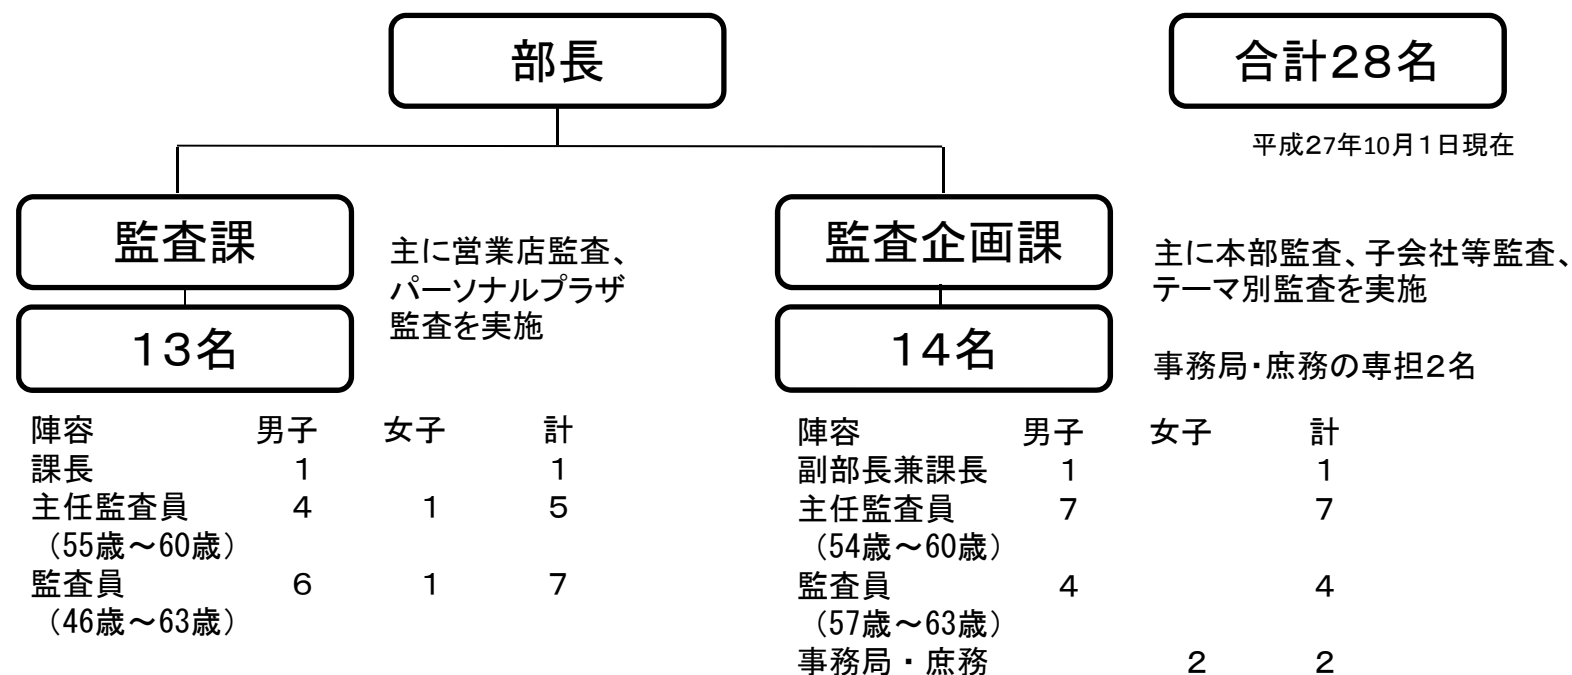 部長
合計２８名
平成２7年10月１日現在
監査課
主に営業店監査、
パーソナルプラザ
監査を実施
１３名
監査企画課
主に本部監査、子会社等監査、
テーマ別監査を実施
１４名
事務局・庶務の専担２名
陣容 男子 女子 計
課長 1 1
主任監査員 4 1 5
（55歳～60歳）
監査員 6 1 7
（46歳～63歳）
陣容 男子 女子 計
副部長兼課長 1 1
主任監査員 7 7
（54歳～60歳）
監査員 4 4
（57歳～63歳）
事務局・庶務 2 2